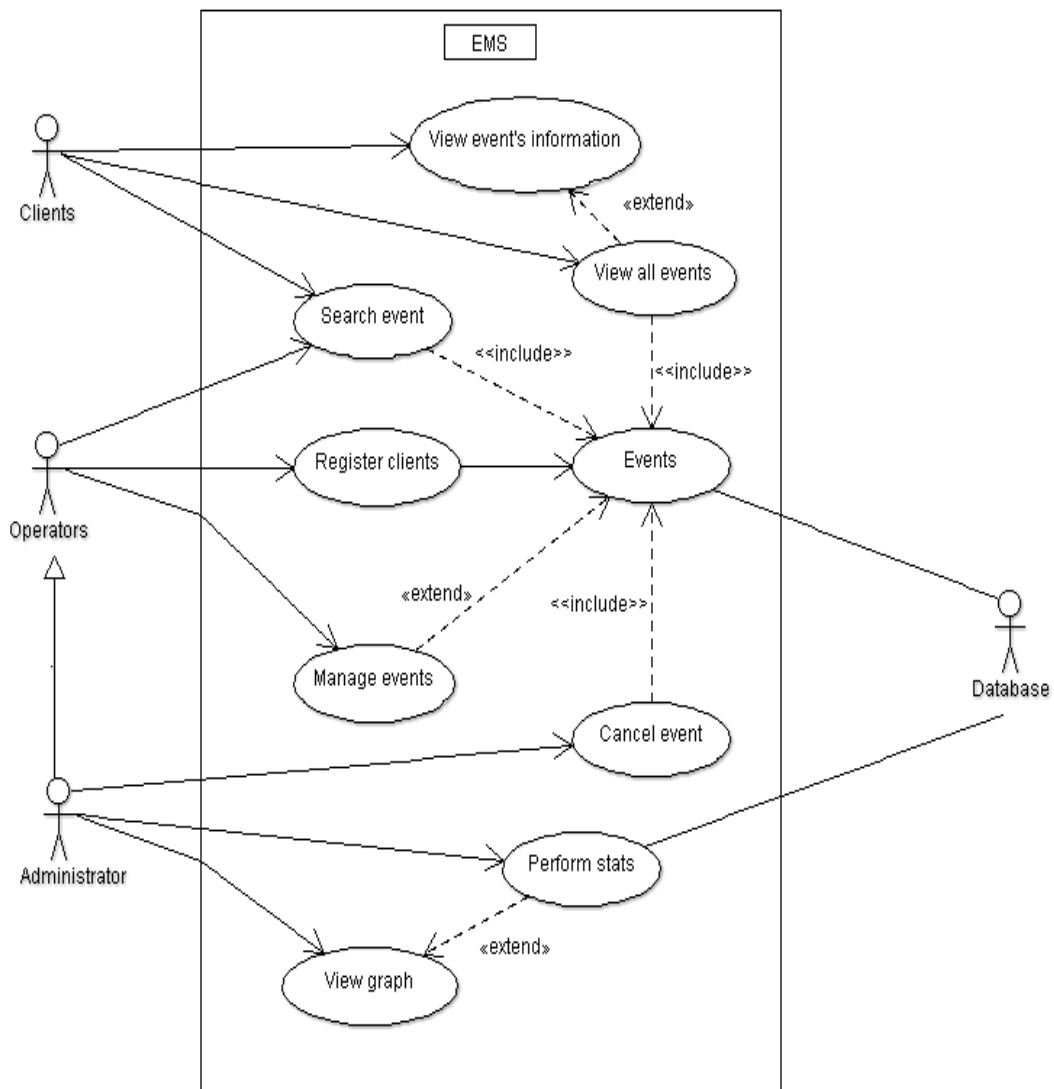 EMS
View event's information
Clients
«extend»
View all events
Search event
<<include>>
<<include>>
Register clients
Events
Operators
«extend»
<<include>>
Manage events
Database
Cancel event
Perform stats
Administrator
«extend»
View graph